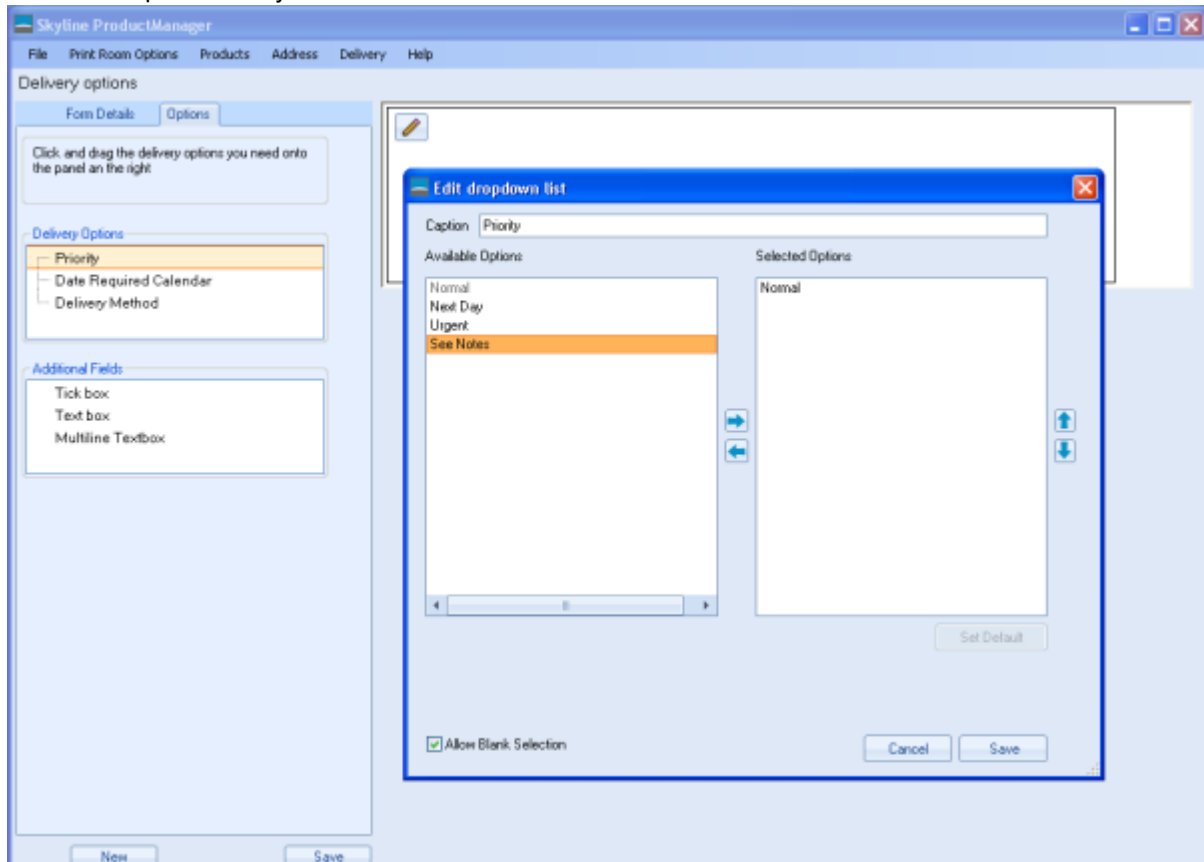 Skyline ProductManager
File Print Room Options Products Address Delivery Help
Delivery options
Form Details Options
Click and drag the delivery options you need onto
the panel an the right
Delivery Options
Priority
Date Required Calendar
Delivery Method
Additional Fields
Tick box
Text box
Multiline Textbox
New Save
Edit dropdown list
Caption Priority
Available Options Selected Options
Normal Normal
Next Day
Urgent
See Notes
Set Default
Allow Blank Selection Cancel Save